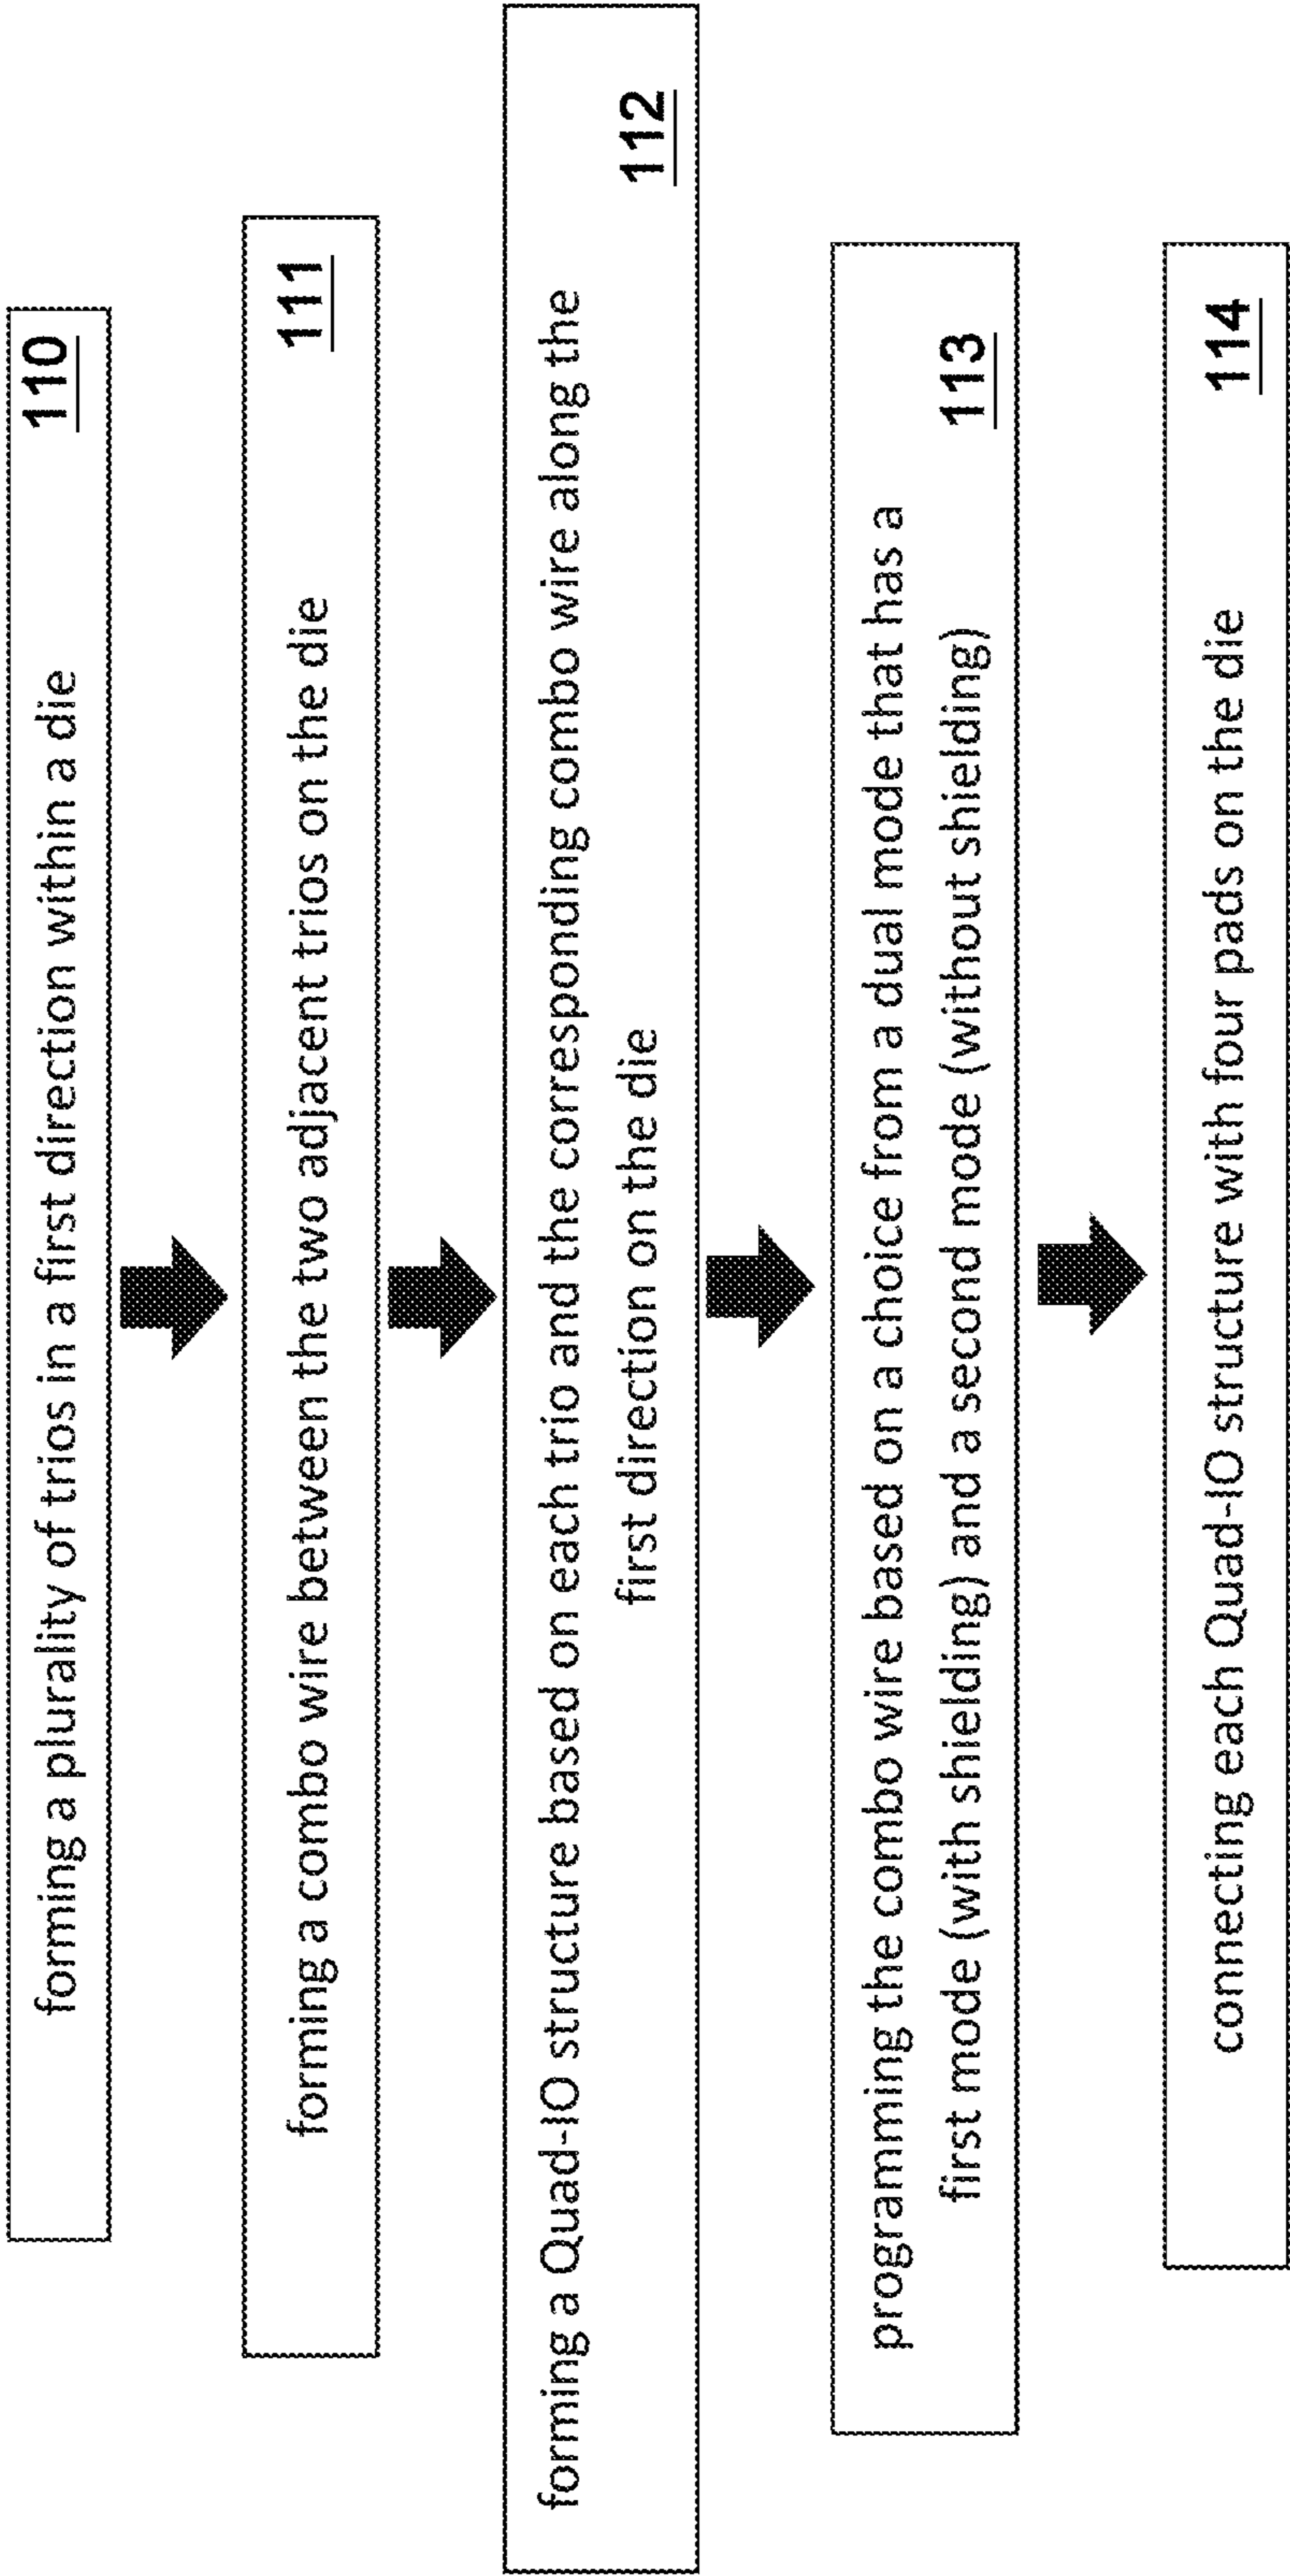 forming a plurality of trios in a first direction within a die
110
forming a combo wire between the two adjacent trios on the die
111
forming a Quad-IO structure based on each trio and the corresponding combo wire along the
first direction on the die
112
programming the combo wire based on a choice from a dual mode that has a
first mode (with shielding) and a second mode (without shielding)
113
connecting each Quad-IO structure with four pads on the die
114